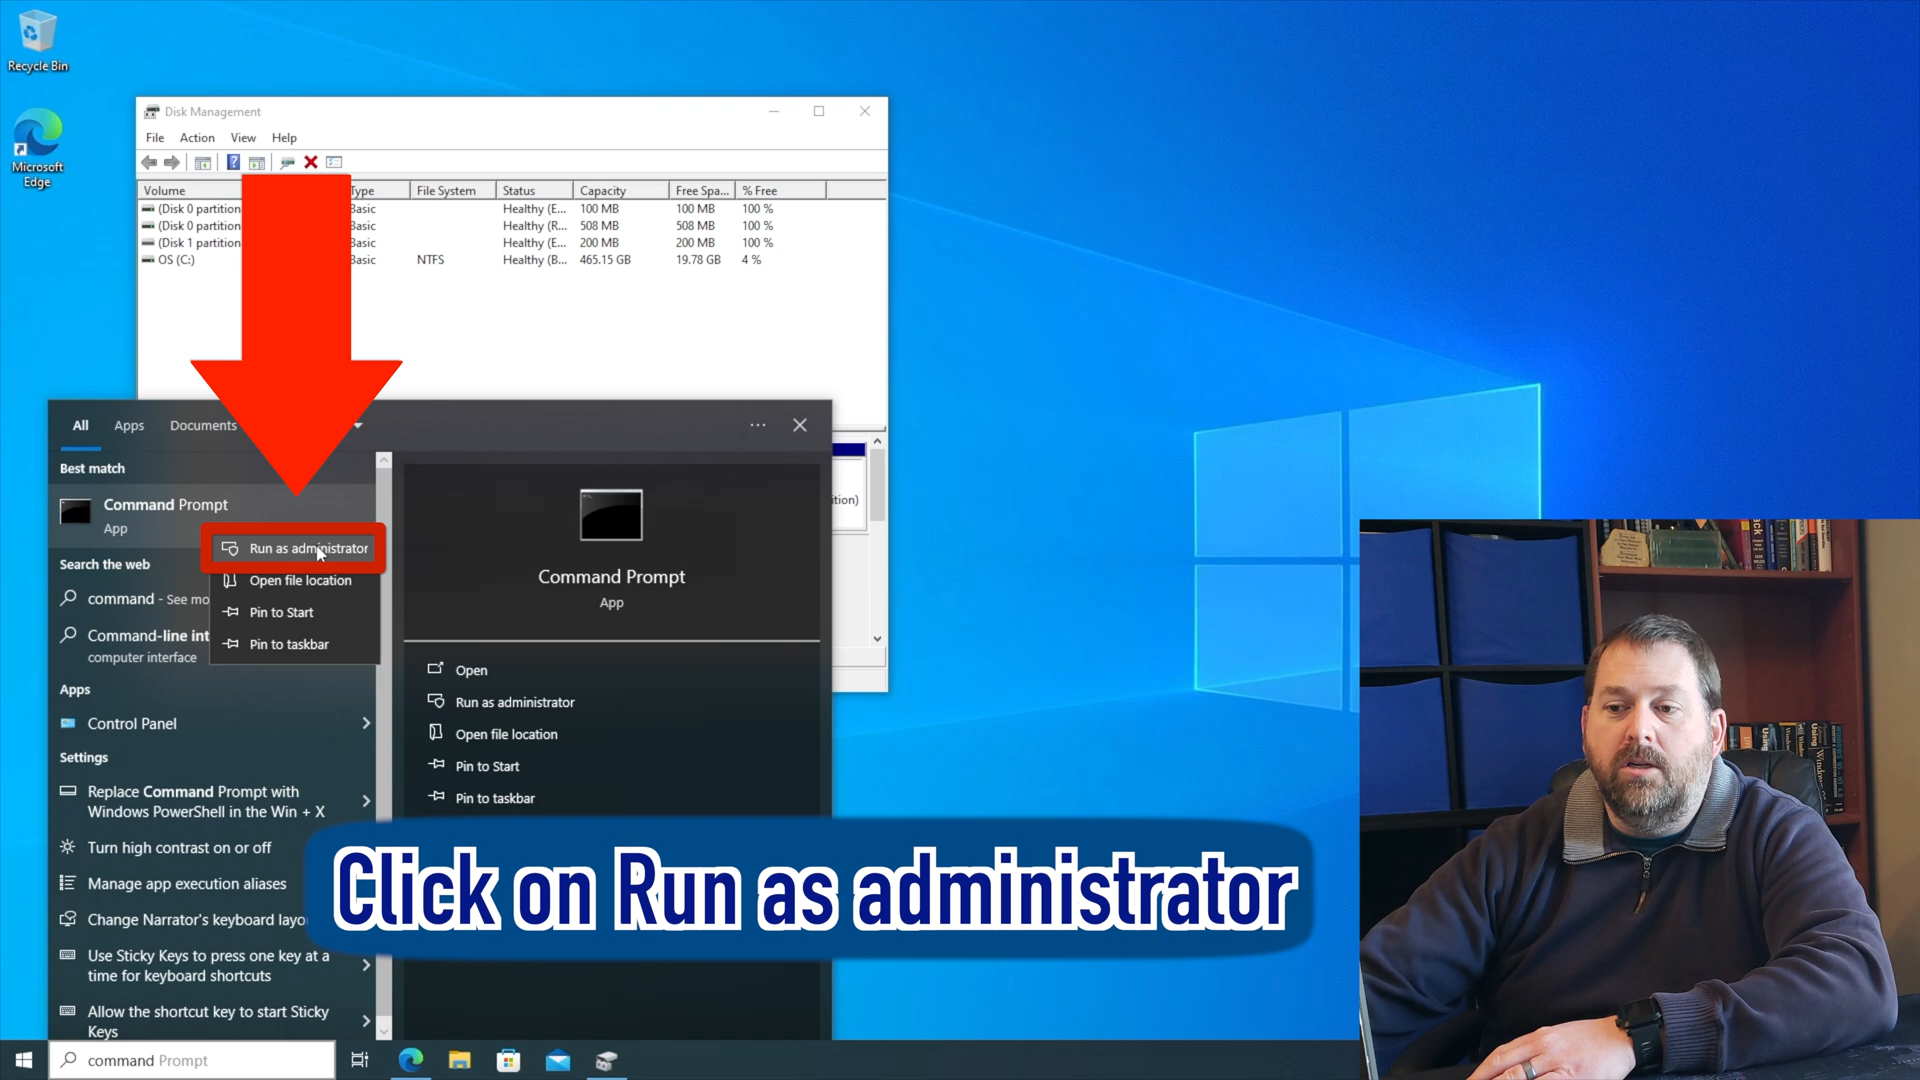 Recycle Bin
Microsoft
Edge
Disk Management
File Action View Help
Volume Type File System Status Capacity Free Spa... % Free
(Disk 0 partition Basic Healthy (E... 100 MB 100 MB 100 %
(Disk 0 partition Basic Healthy (R... 508 MB 100 MB 100 %
(Disk 1 partition Basic Healthy (E... 200 MB 200 MB 100 %
OS (C:) Basic NTFS Healthy (B... 465.15 GB 19.78 GB 4 %
ition)
All Apps Documents
Best match
Command Prompt
App
Run as administrator
Open file location
Pin to Start
Pin to taskbar
Search the web
command - See mo
Command-line int
computer interface
Apps
Control Panel
Settings
Replace Command Prompt with
Windows PowerShell in the Win + X
Turn high contrast on or off
Manage app execution aliases
Change Narrator's keyboard layou
Use Sticky Keys to press one key at a
time for keyboard shortcuts
Allow the shortcut key to start Sticky
Keys
Command Prompt
App
Open
Run as administrator
Open file location
Pin to Start
Pin to taskbar
Click on Run as administrator
command Prompt